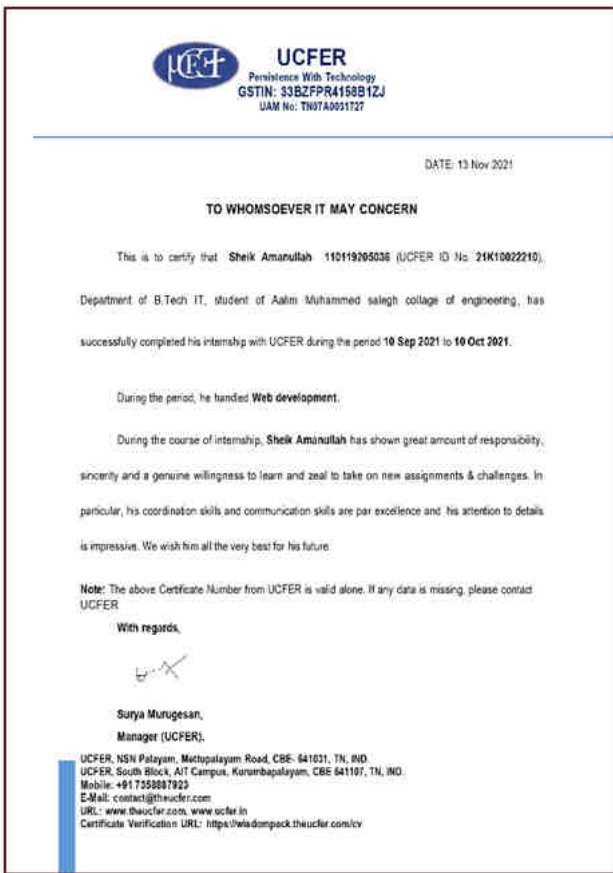 UCFER
Persistence With Technology
GSTIN: 33BZFPR4158B1ZJ
UAM No: TN07A0031727
DATE: 13 Nov 2021
TO WHOMSOEVER IT MAY CONCERN
This is to certify that Sheik Amanullah 110119205036 (UCFER ID No. 21K10022210),
Department of B.Tech IT, student of Aalim Muhammed salegh collage of engineering, has
successfully completed his internship with UCFER during the period 10 Sep 2021 to 10 Oct 2021.
During the period, he handled Web development.
During the course of internship, Sheik Amanullah has shown great amount of responsibility,
sincerity and a genuine willingness to learn and zeal to take on new assignments & challenges. In
particular, his coordination skills and communication skills are par excellence and his attention to details
is impressive. We wish him all the very best for his future.
Note: The above Certificate Number from UCFER is valid alone. If any data is missing, please contact
UCFER
With regards,
Surya Murugesan,
Manager (UCFER).
UCFER, NSN Palayam, Mettupalayam Road, CBE- 641031, TN, IND.
UCFER, South Block, AIT Campus, Kurumbapalayam, CBE 641107, TN, IND.
Mobile: +91 7358887923
E-Mail: contact@theucfer.com
URL: www.theucfer.com, www.ucfer.in
Certificate Verification URL: https://wisdompack.theucfer.com/cv